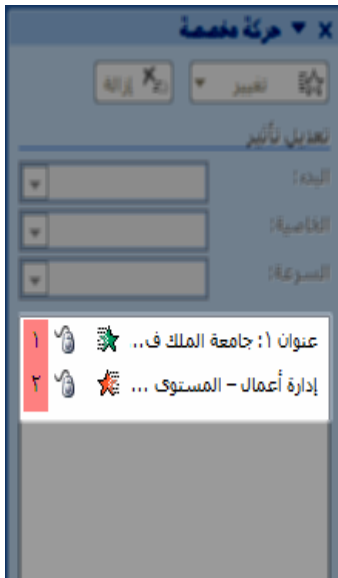 حركة مخصصة
تغيير إزالة
تعديل تأثير
البدء:
الخاصية:
السرعة:
١ عنوان ١: جامعة الملك ف...
٢ إدارة أعمال – المستوى ...